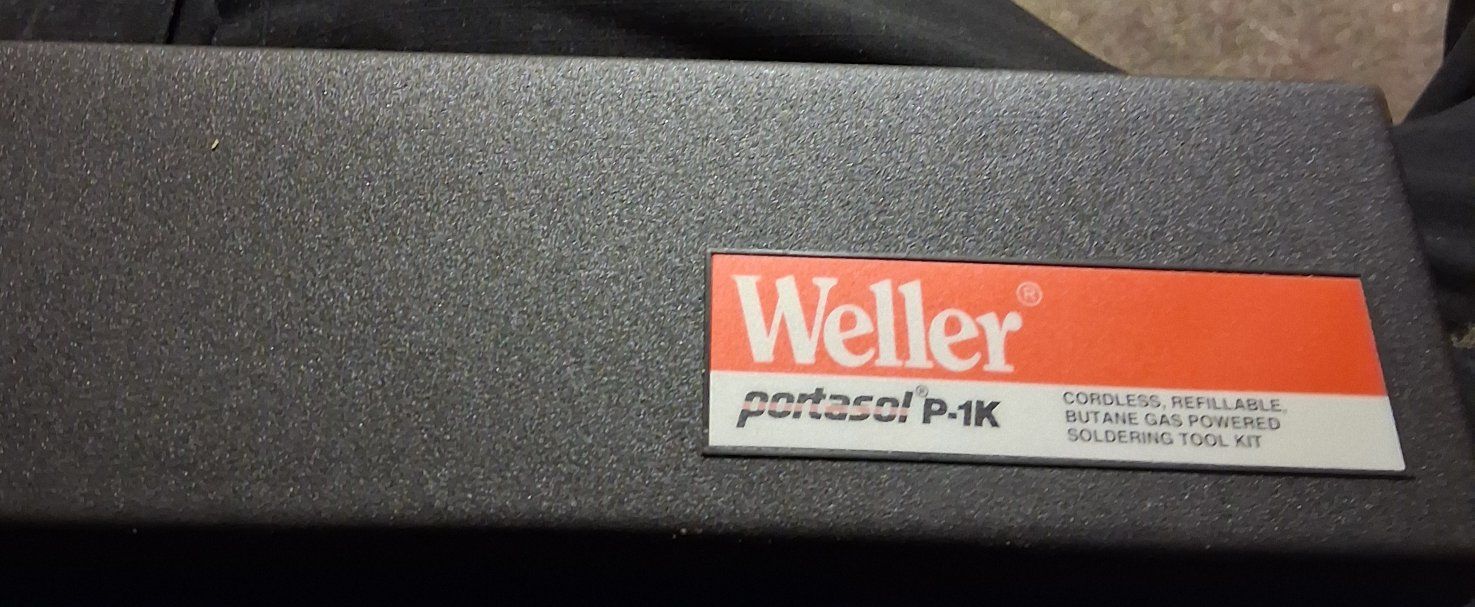 Weller®
portasol® P-1K
CORDLESS, REFILLABLE,
BUTANE GAS POWERED
SOLDERING TOOL KIT